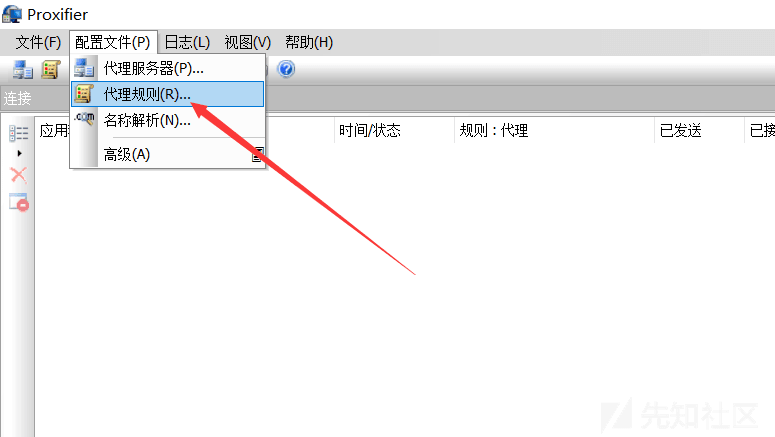 Proxifier
文件(F) 配置文件(P) 日志(L) 视图(V) 帮助(H)
代理服务器(P)...
连接
代理规则(R)...
名称解析(N)...
应用 时间/状态 规则 : 代理 已发送 已接
高级(A)
先知社区